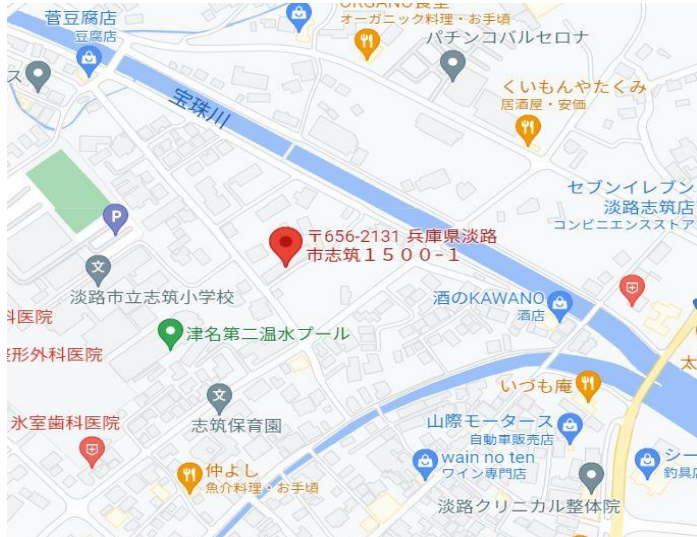 菅豆腐店
豆腐店
ス
オーガニック料理・お手頃
パチンコバルセロナ
宝珠川
くいもんやたくみ
居酒屋・安価
セブンイレブン
淡路志筑店
コンビニエンスストア
P
〒656-2131 兵庫県淡路
市志筑１５００−１
文
淡路市立志筑小学校
酒のKAWANO
酒店
科医院
津名第二温水プール
整形外科医院
太
いづも庵
文
志筑保育園
氷室歯科医院
山際モータース
自動車販売店
wain no ten
ワイン専門店
シー
釣具店
仲よし
魚介料理・お手頃
淡路クリニカル整体院